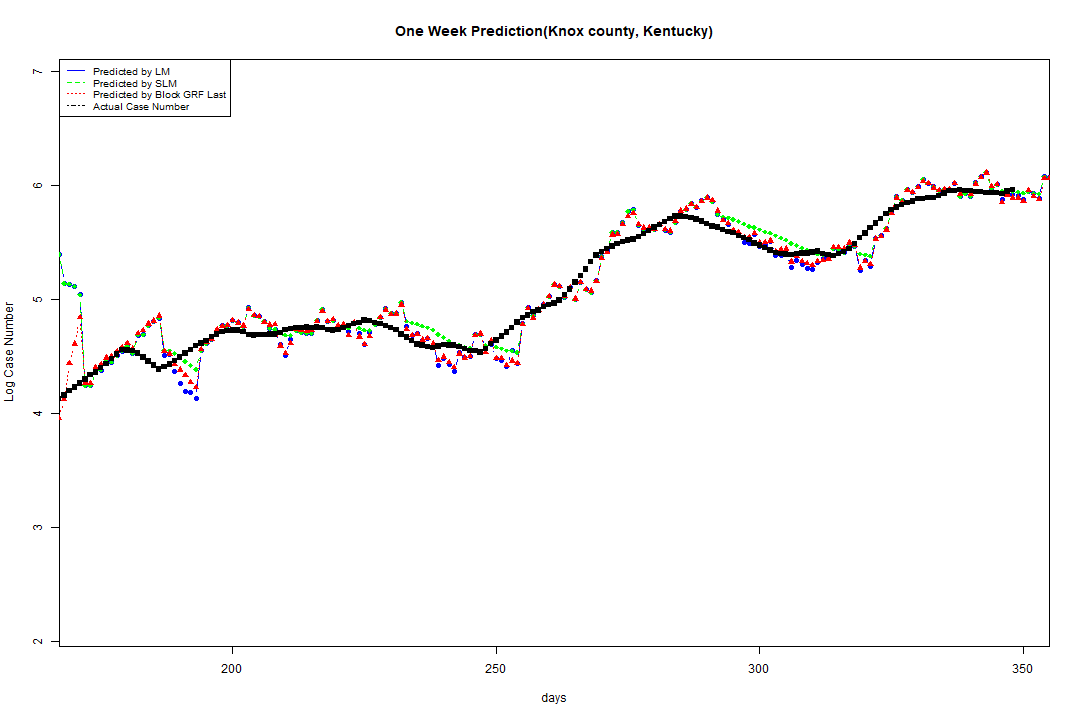 One Week Prediction(Knox county, Kentucky)
Predicted by LM
Predicted by SLM
Predicted by Block GRF Last
Actual Case Number
7
6
5
4
3
2
Log Case Number
200 250 300 350
days